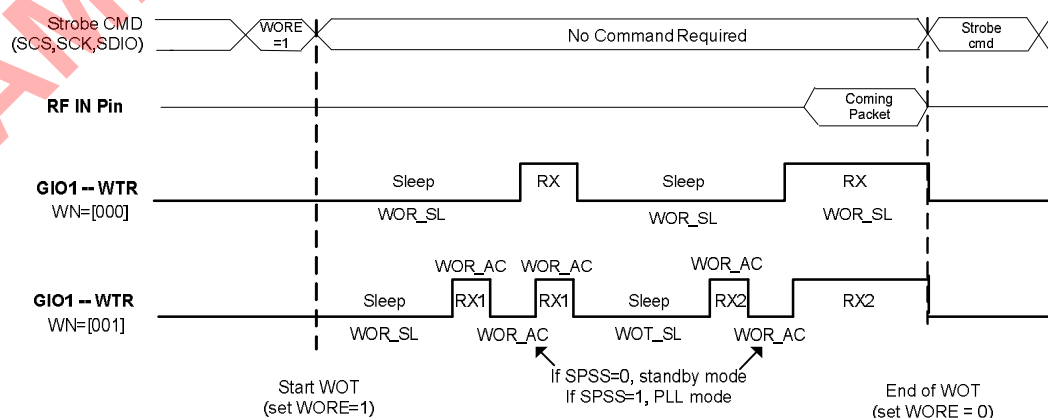 Strobe CMD
(SCS,SCK,SDIO)
WORE
=1
No Command Required
Strobe
cmd
RF IN Pin
Coming
Packet
GIO1 -- WTR
WN=[000]
Sleep
RX
Sleep
RX
WOR_SL
WOR_SL
WOR_SL
WOR_AC
WOR_AC
WOR_AC
GIO1 -- WTR
WN=[001]
Sleep
RX1
RX1
Sleep
RX2
RX2
WOR_SL
WOR_AC
WOT_SL
WOR_AC
If SPSS=0, standby mode
If SPSS=1, PLL mode
Start WOT
(set WORE=1)
End of WOT
(set WORE = 0)